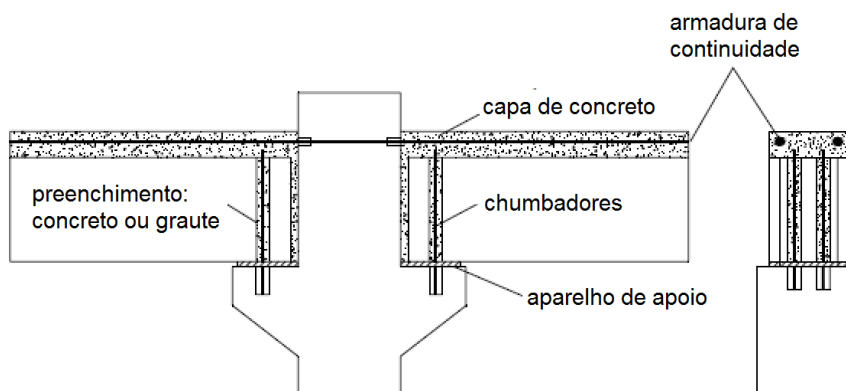 armadura de
continuidade
capa de concreto
preenchimento:
concreto ou graute
chumbadores
aparelho de apoio